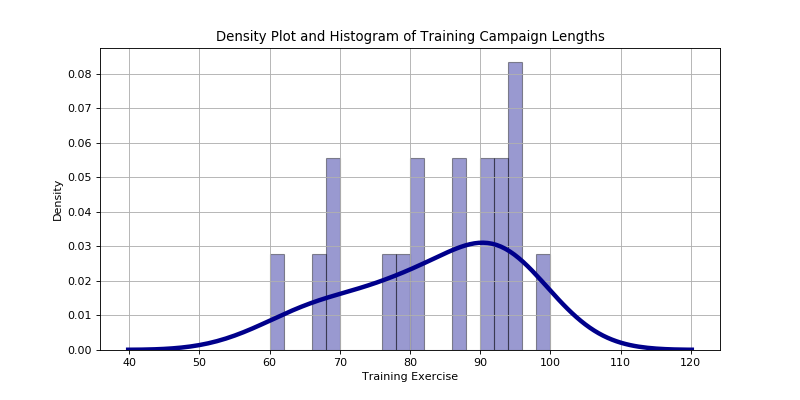 Density Plot and Histogram of Training Campaign Lengths
0.08
0.07
0.06
0.05
0.04
0.03
0.02
0.01
0.00
Density
40 50 60 70 80 90 100 110 120
Training Exercise